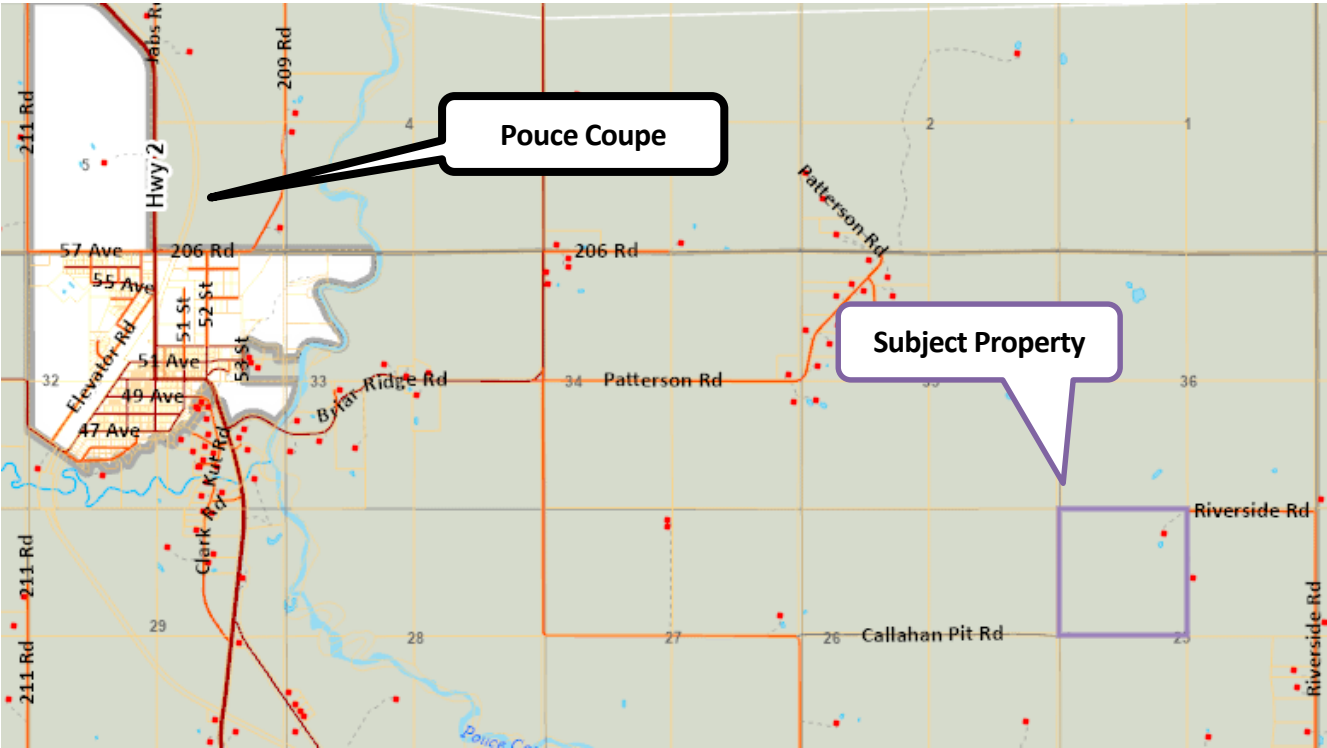 Jabs R
209 Rd
211 Rd
4
2
1
Pouce Coupe
5
Hwy 2
Patterson Rd
57 Ave
206 Rd
206 Rd
55 Ave
51 St
52 St
Subject Property
Elevator Rd
53 St
51 Ave
32
33
Briar Ridge Rd
34
Patterson Rd
36
49 Ave
47 Ave
Kut Rd
Clark Rd
Riverside Rd
211 Rd
29
28
27
26
Callahan Pit Rd
25
Riverside Rd
211 Rd
Pouce Co